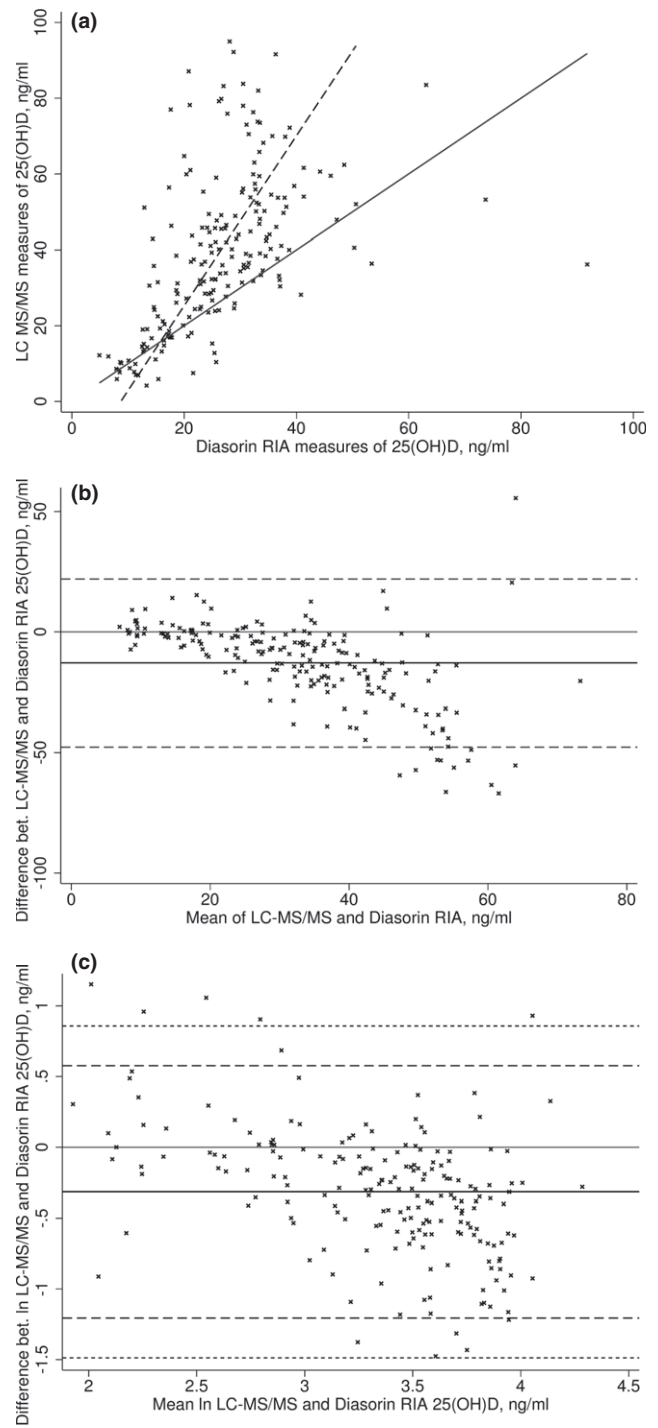 (a)
LC MS/MS measures of 25(OH)D, ng/ml
100
80
60
40
20
0
0 20 40 60 80 100
Diasorin RIA measures of 25(OH)D, ng/ml
(b)
Difference bet. LC-MS/MS and Diasorin RIA 25(OH)D, ng/ml
50
0
-50
-100
0 20 40 60 80
Mean of LC-MS/MS and Diasorin RIA, ng/ml
(c)
Difference bet. ln LC-MS/MS and Diasorin RIA 25(OH)D, ng/ml
1
.5
0
-.5
-1
-1.5
2 2.5 3 3.5 4 4.5
Mean ln LC-MS/MS and Diasorin RIA 25(OH)D, ng/ml